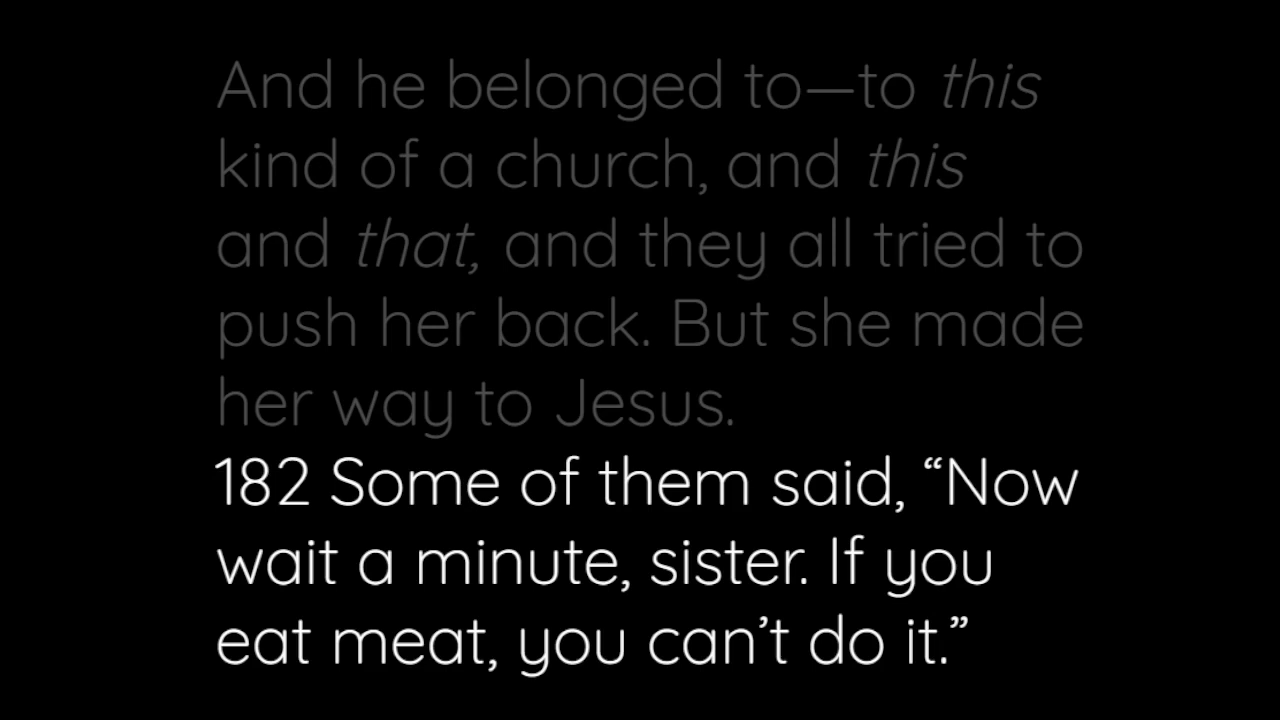 And he belonged to—to this
kind of a church, and this
and that, and they all tried to
push her back. But she made
her way to Jesus.
182 Some of them said, “Now
wait a minute, sister. If you
eat meat, you can’t do it.”